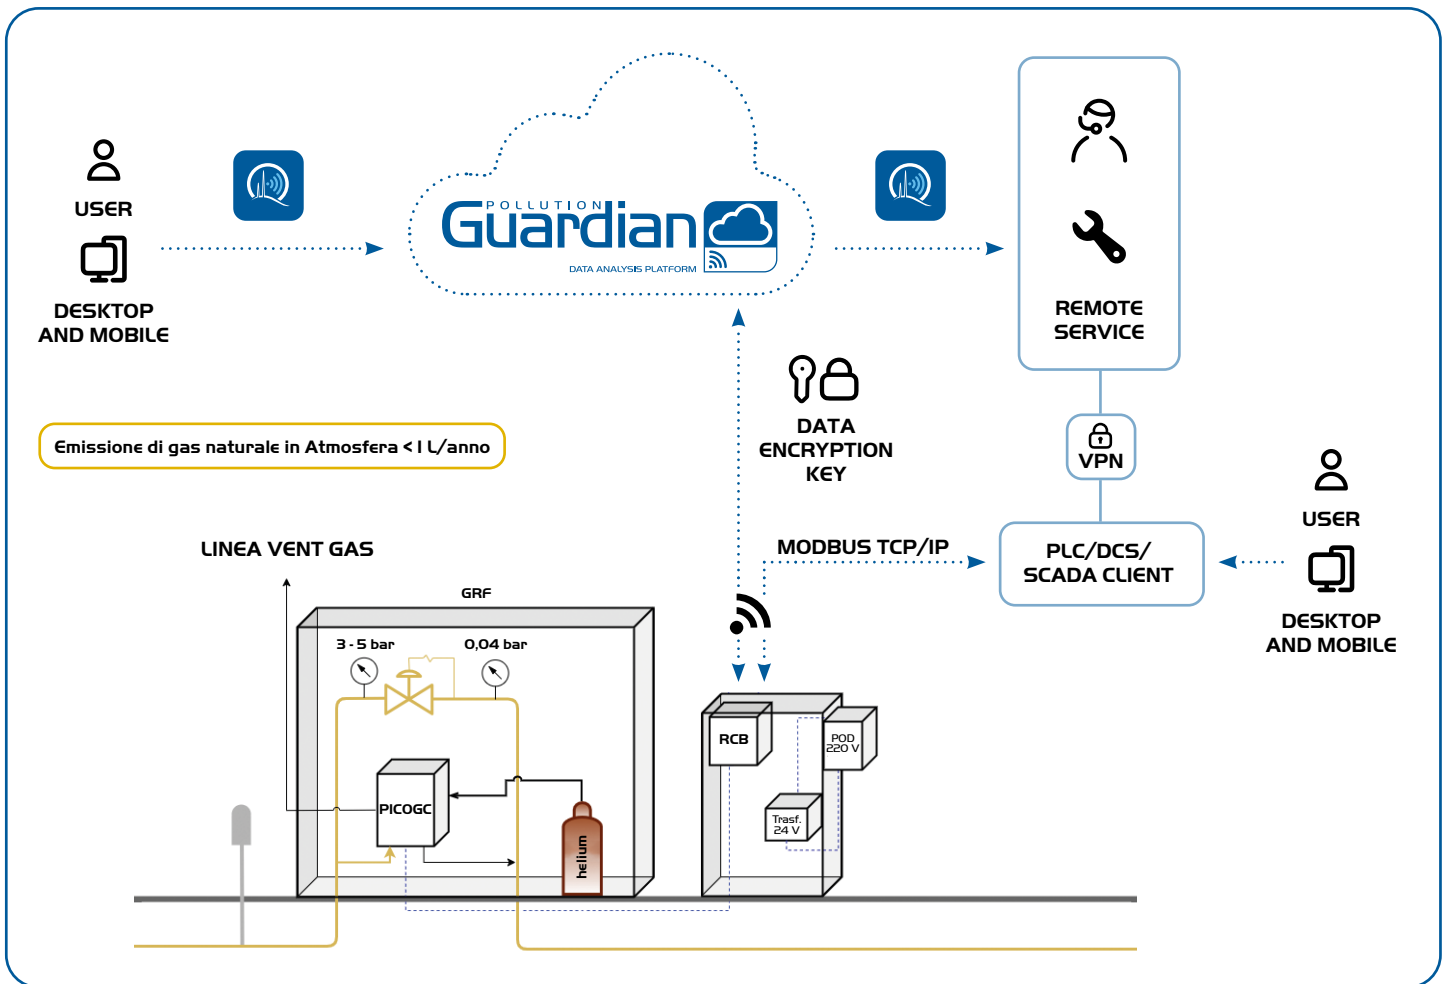 USER
DESKTOP
AND MOBILE
POLLUTION
Guardian
DATA ANALYSIS PLATFORM
REMOTE
SERVICE
DATA
ENCRYPTION
KEY
VPN
Emissione di gas naturale in Atmosfera < 1 L/anno
USER
DESKTOP
AND MOBILE
MODBUS TCP/IP
PLC/DCS/
SCADA CLIENT
LINEA VENT GAS
GRF
3 - 5 bar
0,04 bar
PICOGC
helium
RCB
POD
220 V
Trasf.
24 V